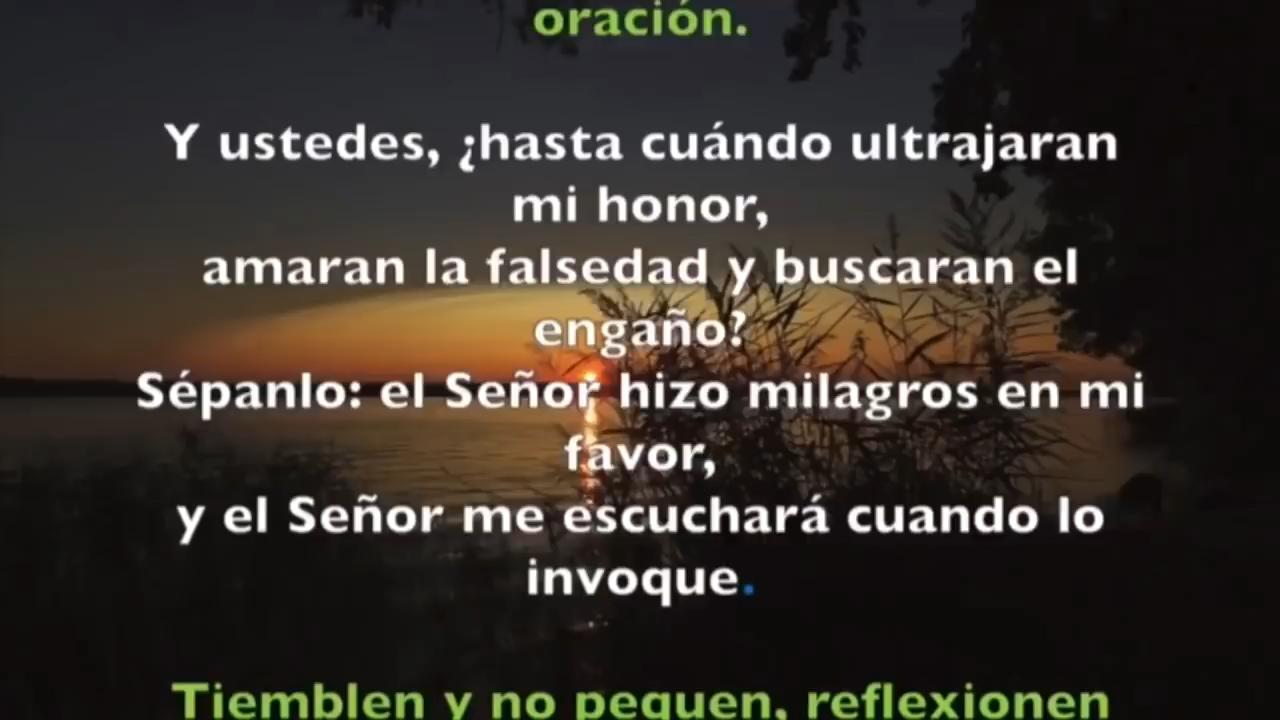 oración.
Y ustedes, ¿hasta cuándo ultrajaran
mi honor,
amaran la falsedad y buscaran el
engaño?
Sépanlo: el Señor hizo milagros en mi
favor,
y el Señor me escuchará cuando lo
invoque.
Tiemblen y no pequen, reflexionen